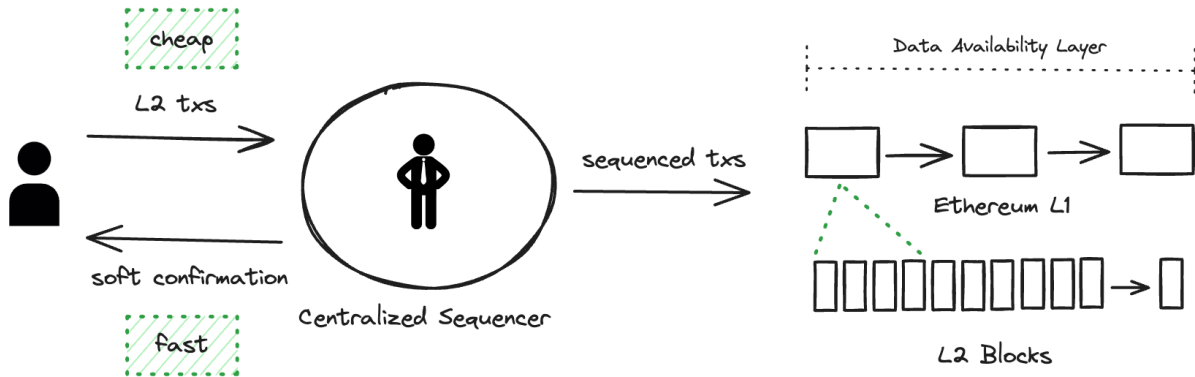 cheap
L2 txs
soft confirmation
fast
Centralized Sequencer
sequenced txs
Data Availability Layer
Ethereum L1
L2 Blocks